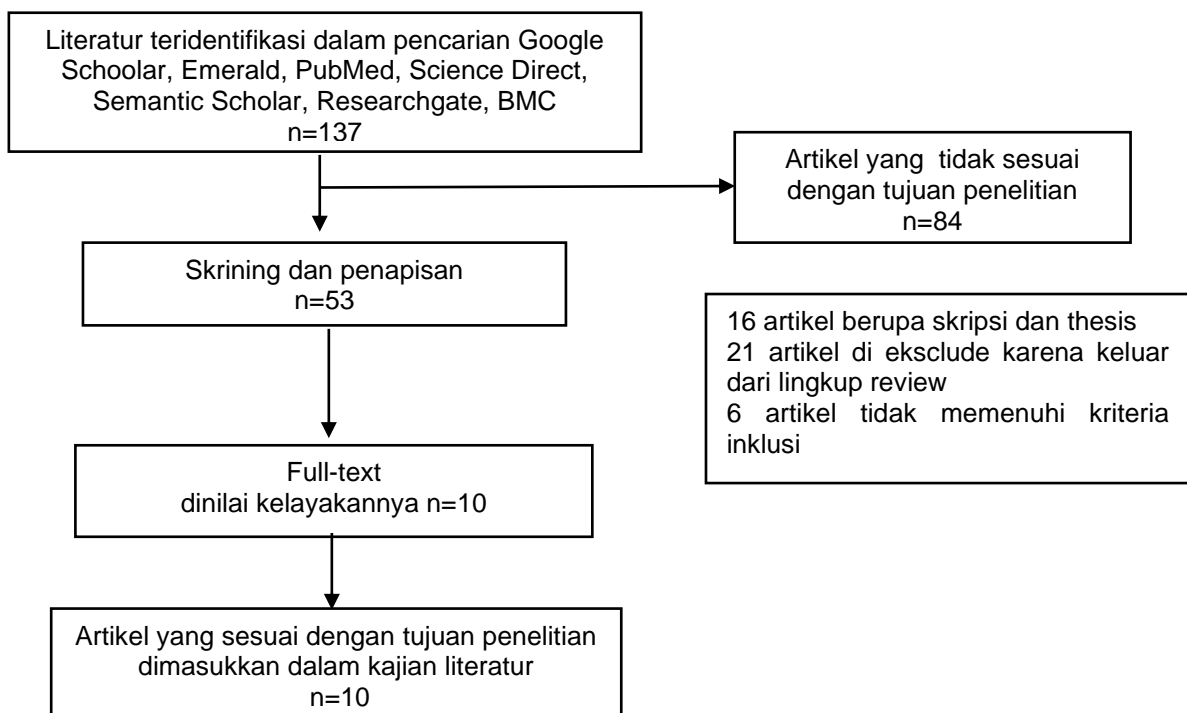 Literatur teridentifikasi dalam pencarian Google
Schoolar, Emerald, PubMed, Science Direct,
Semantic Scholar, Researchgate, BMC
n=137
Artikel yang tidak sesuai
dengan tujuan penelitian
n=84
Skrining dan penapisan
n=53
16 artikel berupa skripsi dan thesis
21 artikel di eksclude karena keluar
dari lingkup review
6 artikel tidak memenuhi kriteria
inklusi
Full-text
dinilai kelayakannya n=10
Artikel yang sesuai dengan tujuan penelitian
dimasukkan dalam kajian literatur
n=10